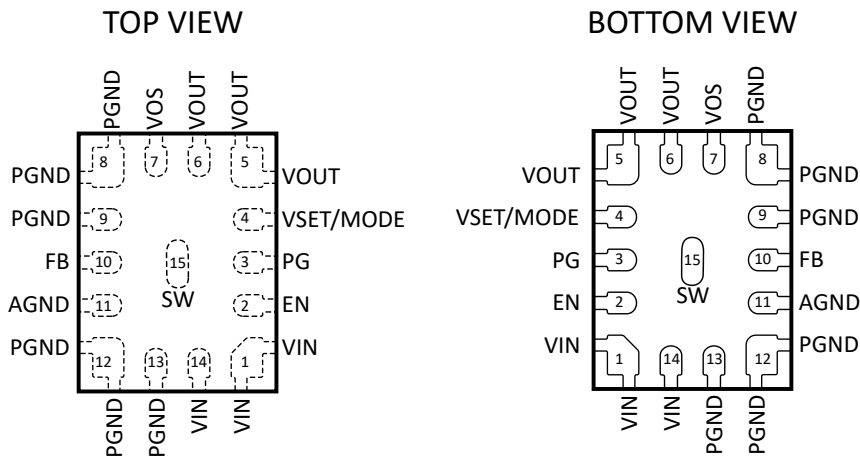 TOP VIEW
PGND
VOS
VOUT
VOUT
PGND
8
7
6
5
VOUT
PGND
9
4
VSET/MODE
FB
10
15
3
PG
AGND
11
SW
2
EN
PGND
12
13
14
1
VIN
PGND
PGND
VIN
VIN
BOTTOM VIEW
VOUT
VOUT
VOS
PGND
VOUT
5
6
7
8
PGND
VSET/MODE
4
9
PGND
PG
3
15
10
FB
EN
2
SW
11
AGND
VIN
1
14
13
12
PGND
VIN
VIN
PGND
PGND